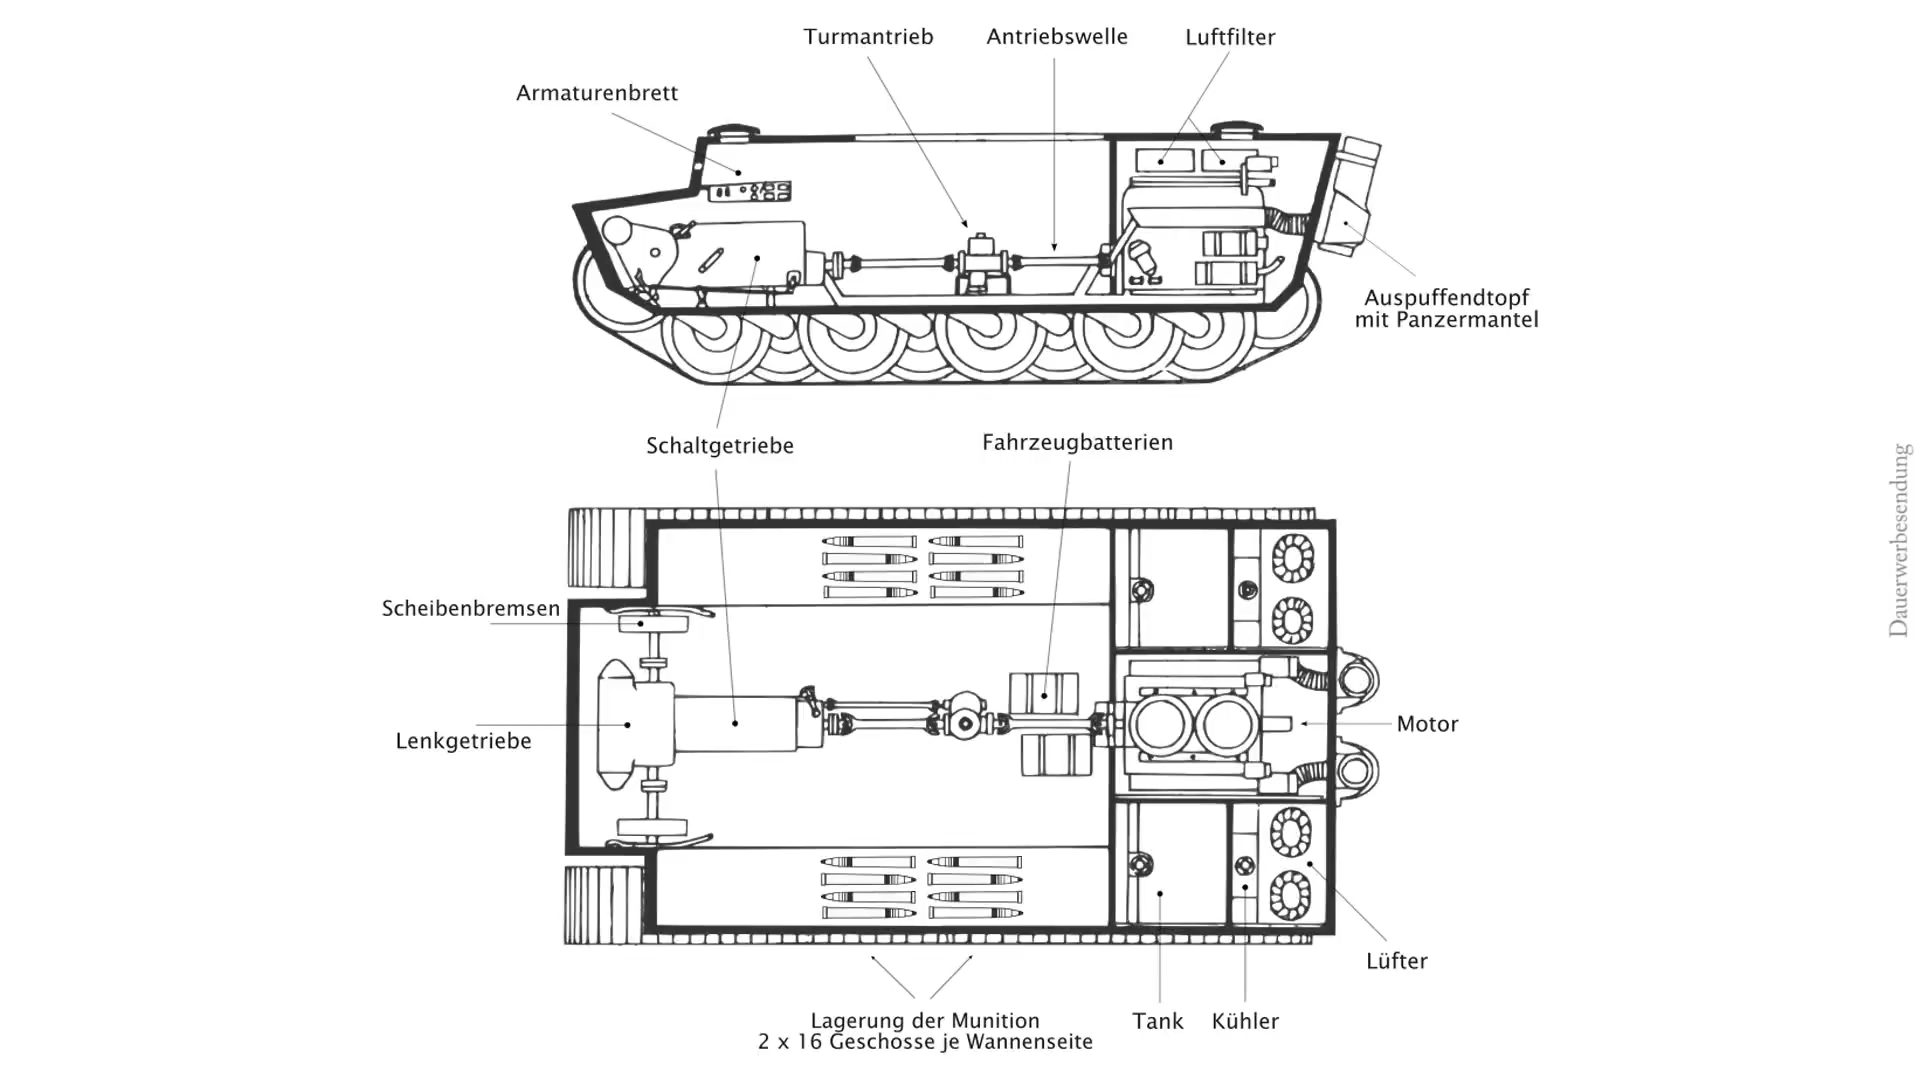 Turmantrieb
Antriebswelle
Luftfilter
Armaturenbrett
Auspuffendtopf
mit Panzermantel
Schaltgetriebe
Fahrzeugbatterien
Dauerwerbesendung
Scheibenbremsen
Lenkgetriebe
Motor
Lüfter
Lagerung der Munition
2 x 16 Geschosse je Wannenseite
Tank
Kühler